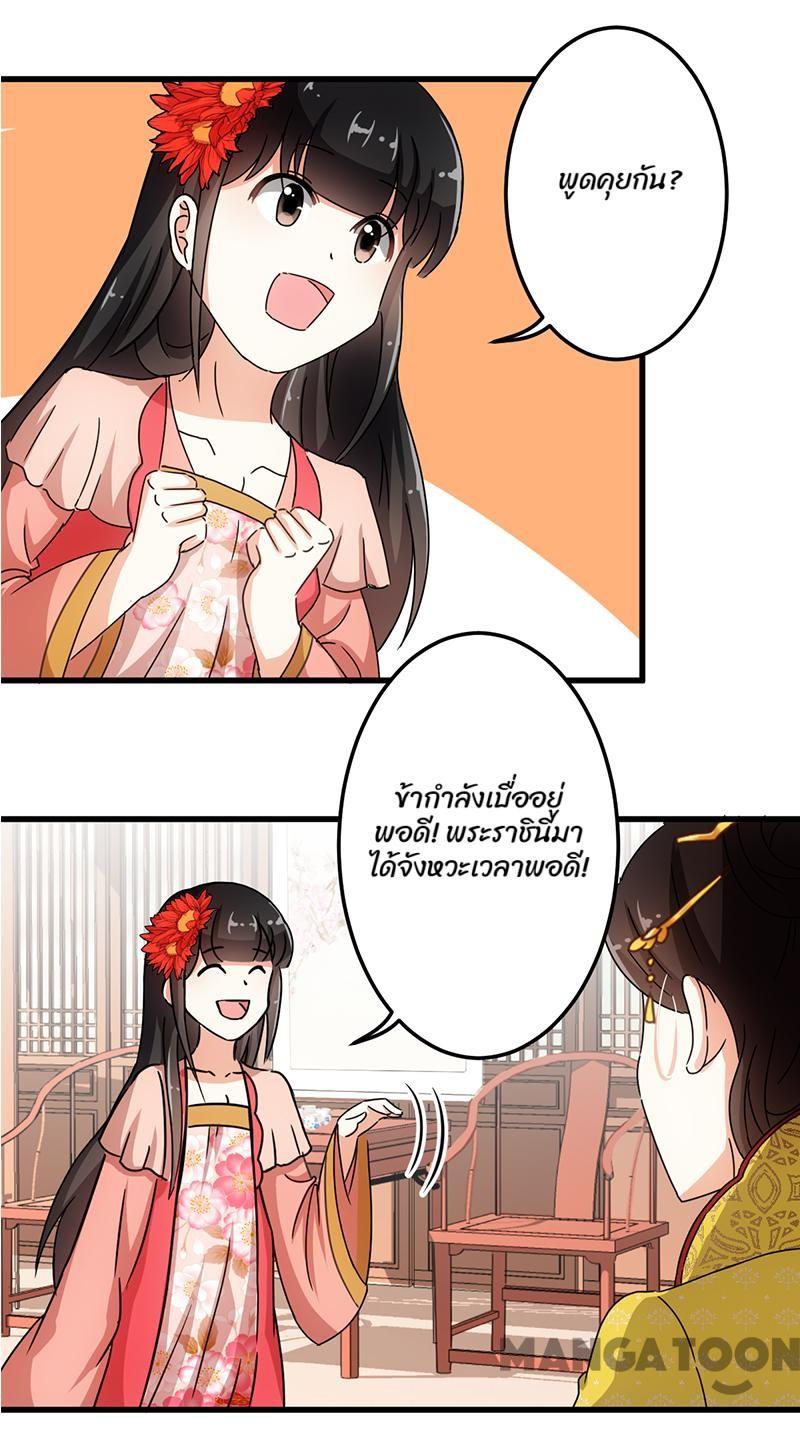 พูดคุยกัน?
ข้ากำลังเบื่ออยู่
พอดี! พระราชินีมา
ได้จังหวะเวลาพอดี!
MANGATOON